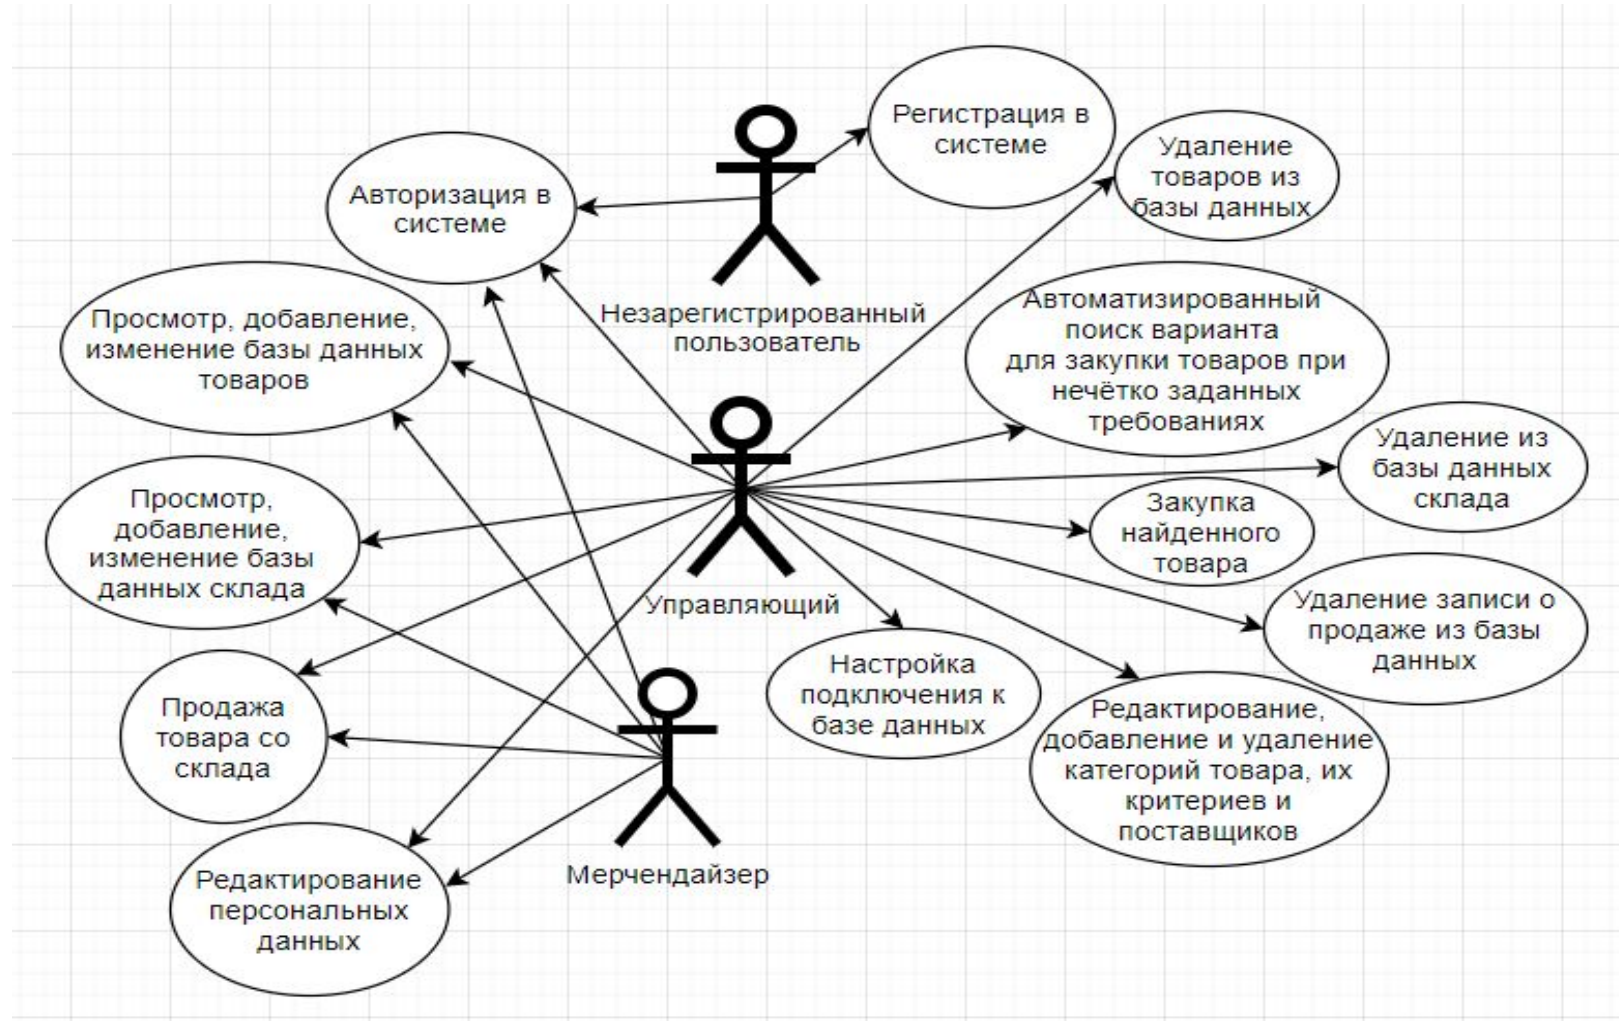 Регистрация в
системе
Удаление
товаров из
базы данных
Авторизация в
системе
Незарегистрированный
пользователь
Просмотр, добавление,
изменение базы данных
товаров
Автоматизированный
поиск варианта
для закупки товаров при
нечётко заданных
требованиях
Удаление из
базы данных
склада
Просмотр,
добавление,
изменение базы
данных склада
Закупка
найденного
товара
Управляющий
Удаление записи о
продаже из базы
данных
Настройка
подключения к
базе данных
Продажа
товара со
склада
Редактирование,
добавление и удаление
категорий товара, их
критериев и
поставщиков
Мерчендайзер
Редактирование
персональных
данных